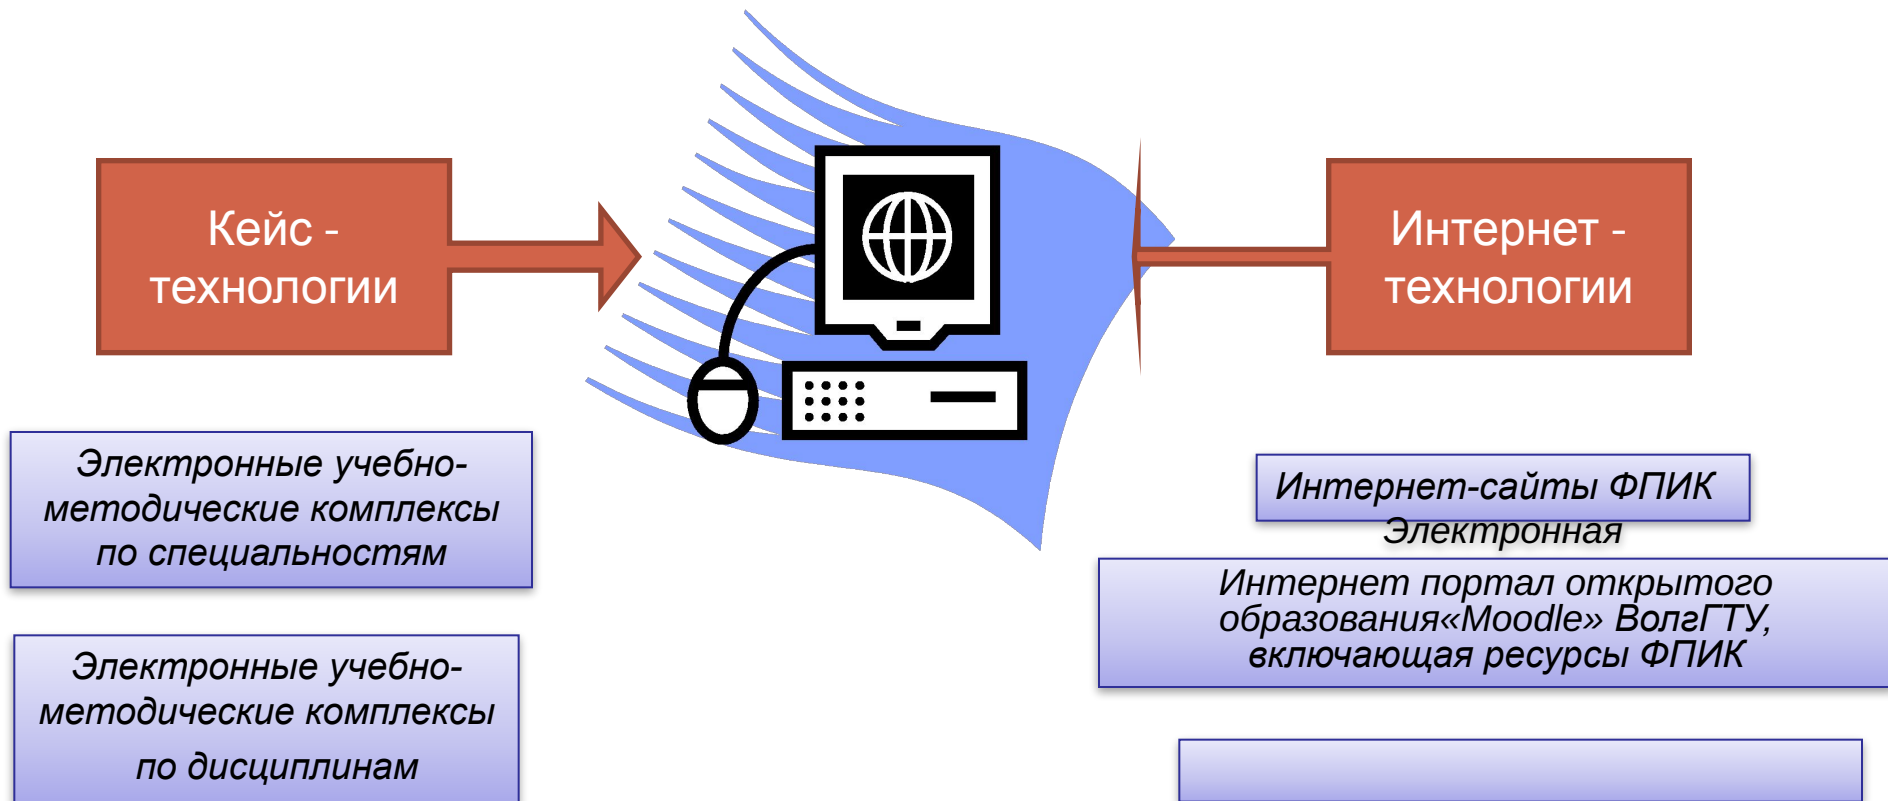 Кейс -
технологии
Интернет -
технологии
Электронные учебно-
методические комплексы
по специальностям
Электронные учебно-
методические комплексы
по дисциплинам
Интернет-сайты ФПИК
Электронная
Интернет портал открытого
образования«Moodle» ВолгГТУ,
включающая ресурсы ФПИК